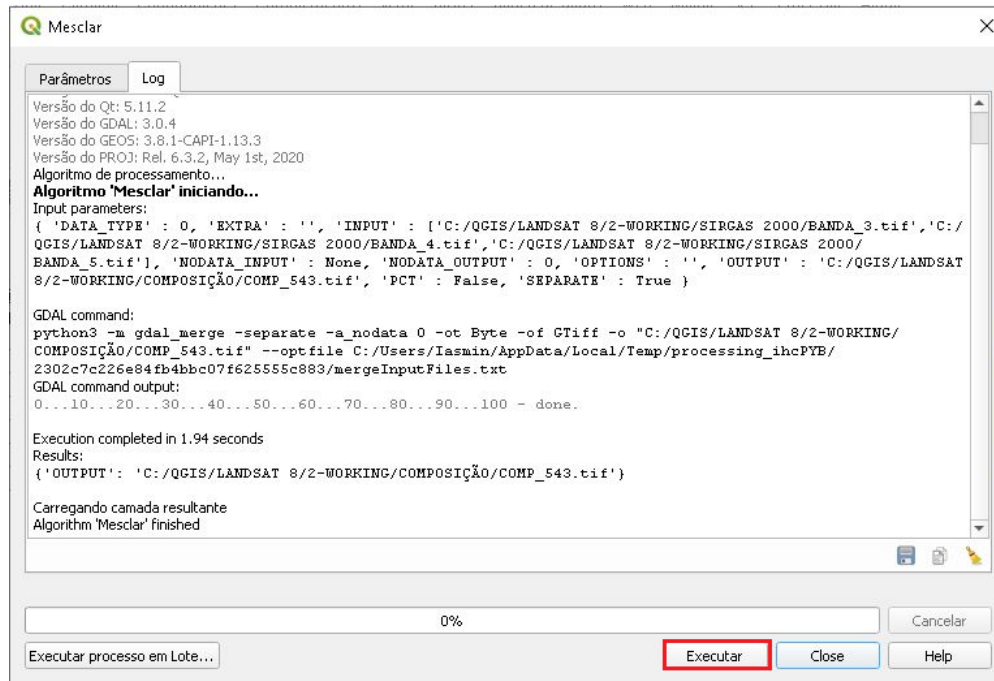 Mesclar
Parâmetros
Log
Versão do Qt: 5.11.2
Versão do GDAL: 3.0.4
Versão do GEOS: 3.8.1-CAPI-1.13.3
Versão do PROJ: Rel. 6.3.2, May 1st, 2020
Algoritmo de processamento...
Algoritmo 'Mesclar' iniciando...
Input parameters:
{ 'DATA_TYPE' : 0, 'EXTRA' : '', 'INPUT' : ['C:/QGIS/LANDSAT 8/2-WORKING/SIRGAS 2000/BANDA_3.tif','C:/
QGIS/LANDSAT 8/2-WORKING/SIRGAS 2000/BANDA_4.tif','C:/QGIS/LANDSAT 8/2-WORKING/SIRGAS 2000/
BANDA_5.tif'], 'NODATA_INPUT' : None, 'NODATA_OUTPUT' : 0, 'OPTIONS' : '', 'OUTPUT' : 'C:/QGIS/LANDSAT
8/2-WORKING/COMPOSIÇÃO/COMP_543.tif', 'PCT' : False, 'SEPARATE' : True }
GDAL command:
python3 -m gdal_merge -separate -a_nodata 0 -ot Byte -of GTiff -o "C:/QGIS/LANDSAT 8/2-WORKING/
COMPOSIÇÃO/COMP_543.tif" --optfile C:/Users/Iasmin/AppData/Local/Temp/processing_ihcPYB/
2302c7c226e84fb4bbc07f625555c883/mergeInputFiles.txt
GDAL command output:
0...10...20...30...40...50...60...70...80...90...100 - done.
Execution completed in 1.94 seconds
Results:
{'OUTPUT': 'C:/QGIS/LANDSAT 8/2-WORKING/COMPOSIÇÃO/COMP_543.tif'}
Carregando camada resultante
Algorithm 'Mesclar' finished
0%
Cancelar
Executar processo em Lote...
Executar
Close
Help